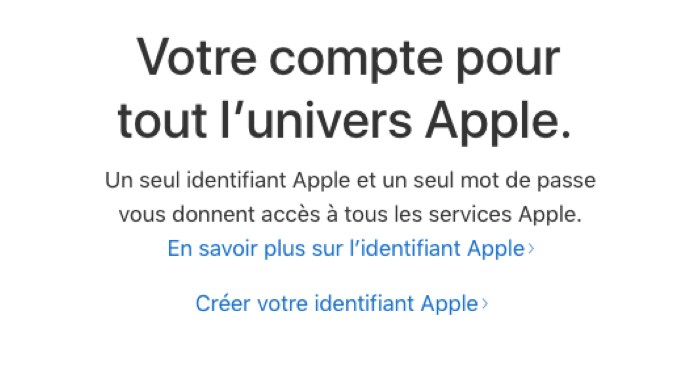 Votre compte pour
tout l’univers Apple.
Un seul identifiant Apple et un seul mot de passe
vous donnent accès à tous les services Apple.
En savoir plus sur l’identifiant Apple›
Créer votre identifiant Apple›